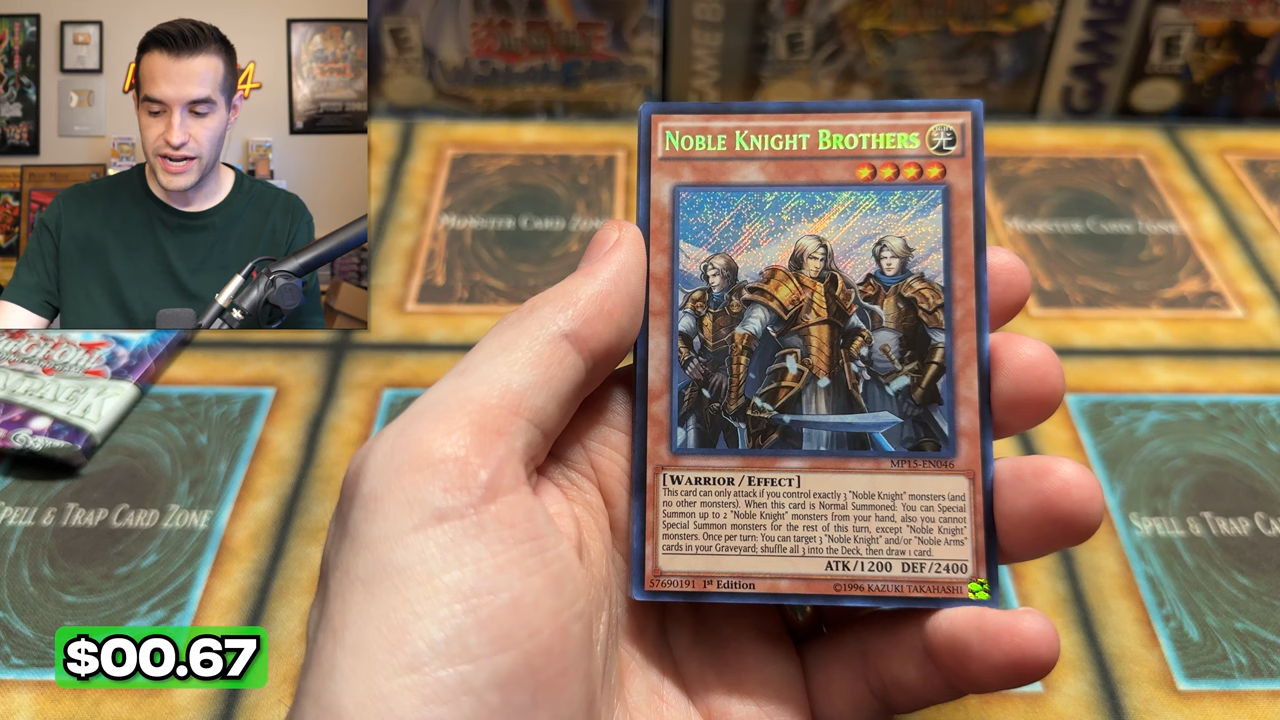 NOBLE KNIGHT BROTHERS
LIGHT
光
MONSTER CARD ZONE
MONSTER CARD ZONE
GAME B
GAME
E
E
E
MP15-EN046
[WARRIOR/EFFECT]
This card can only attack if you control exactly 3 "Noble Knight" monsters (and
no other monsters). When this card is Normal Summoned: You can Special
Summon up to 2 "Noble Knight" monsters from your hand, also you cannot
Special Summon monsters for the rest of this turn, except "Noble Knight"
monsters. Once per turn: You can target 3 "Noble Knight" and/or "Noble Arms"
cards in your Graveyard; shuffle all 3 into the Deck, then draw 1 card.
ATK/1200 DEF/2400
57690191 1st Edition
©1996 KAZUKI TAKAHASHI
SPELL & TRAP CARD ZONE
SPELL & TRAP CA
$00.67